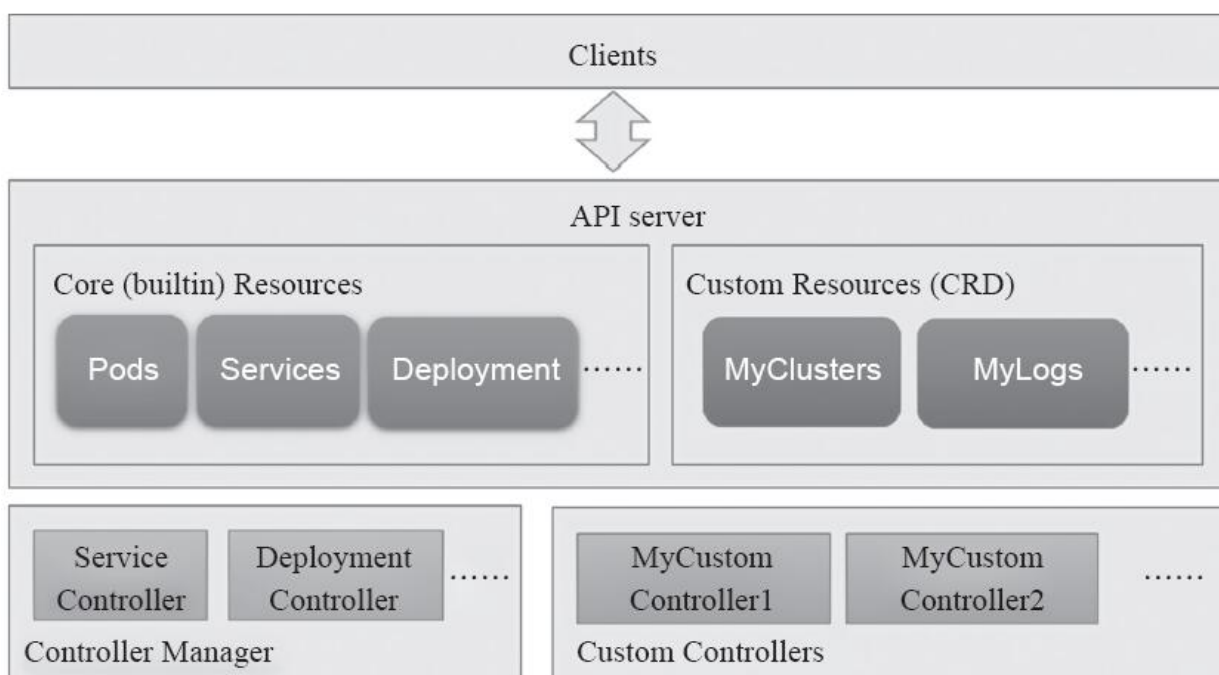 Clients
API server
Core (builtin) Resources
Pods
Services
Deployment
......
Custom Resources (CRD)
MyClusters
MyLogs
......
Service
Controller
Deployment
Controller
......
Controller Manager
MyCustom
Controller1
MyCustom
Controller2
......
Custom Controllers